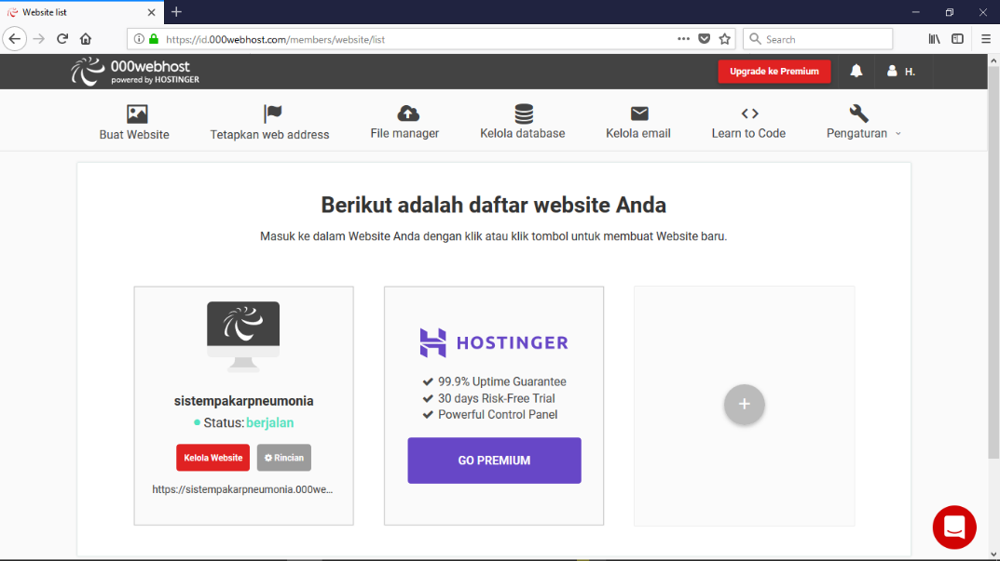 Website list
https://id.000webhost.com/members/website/list
Search
000webhost
powered by HOSTINGER
Upgrade ke Premium
H.
Buat Website
Tetapkan web address
File manager
Kelola database
Kelola email
Learn to Code
Pengaturan
Berikut adalah daftar website Anda
Masuk ke dalam Website Anda dengan klik atau klik tombol untuk membuat Website baru.
sistempakarpneumonia
Status: berjalan
Kelola Website
Rincian
https://sistempakarpneumonia.000we...
HOSTINGER
99.9% Uptime Guarantee
30 days Risk-Free Trial
Powerful Control Panel
GO PREMIUM
+